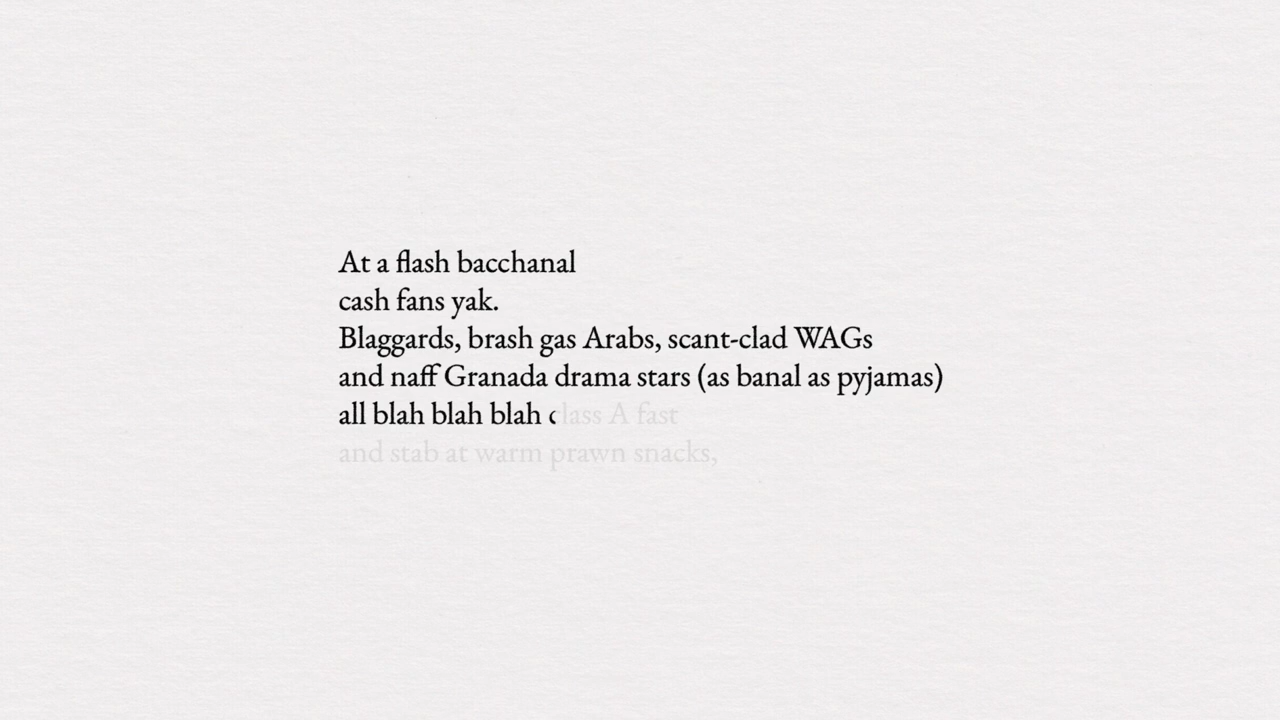 At a flash bacchanal
cash fans yak.
Blaggards, brash gas Arabs, scant-clad WAGs
and naff Granada drama stars (as banal as pyjamas)
all blah blah blah class A fast
and stab at warm prawn snacks,